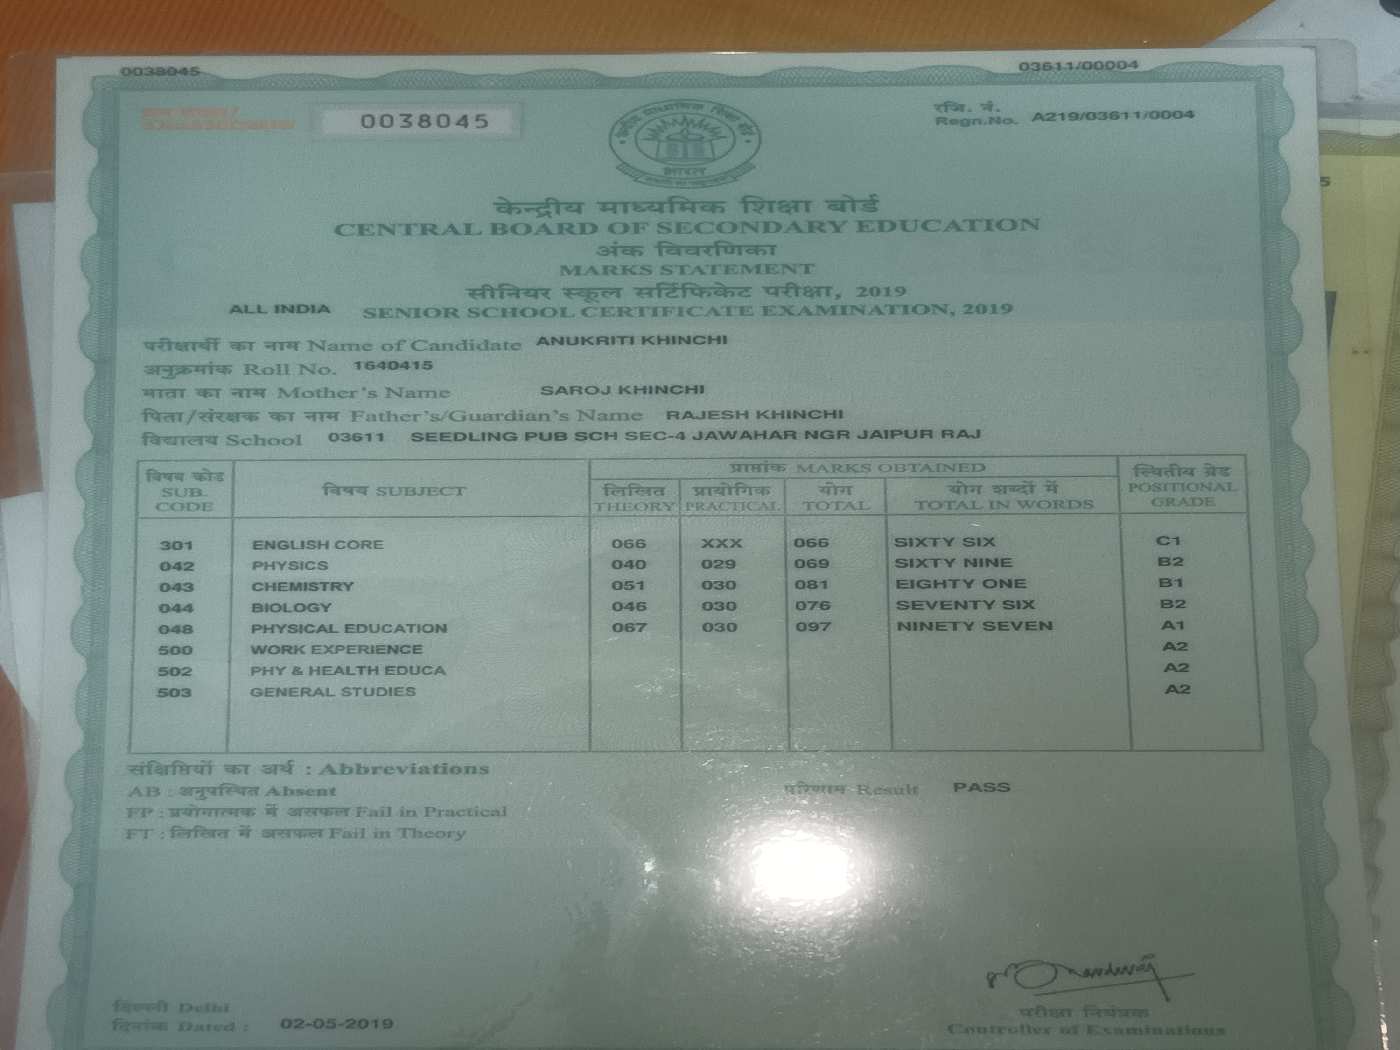 0038045 03611/00004
0038045
रजि. नं.
Regn.No. A219/03611/0004
भारत
केन्द्रीय माध्यमिक शिक्षा बोर्ड
CENTRAL BOARD OF SECONDARY EDUCATION
अंक विवरणिका
MARKS STATEMENT
सीनियर स्कूल सर्टिफिकेट परीक्षा, 2019
ALL INDIA SENIOR SCHOOL CERTIFICATE EXAMINATION, 2019
परीक्षार्थी का नाम Name of Candidate ANUKRITI KHINCHI
अनुक्रमांक Roll No. 1640415
माता का नाम Mother's Name SAROJ KHINCHI
पिता/संरक्षक का नाम Father's/Guardian's Name RAJESH KHINCHI
विद्यालय School 03611 SEEDLING PUB SCH SEC-4 JAWAHAR NGR JAIPUR RAJ
विषय कोड SUB. CODE
विषय SUBJECT
प्राप्तांक MARKS OBTAINED
लिखित THEORY
प्रायोगिक PRACTICAL
योग TOTAL
योग शब्दों में TOTAL IN WORDS
स्थितीय ग्रेड POSITIONAL GRADE
301 ENGLISH CORE 066 XXX 066 SIXTY SIX C1
042 PHYSICS 040 029 069 SIXTY NINE B2
043 CHEMISTRY 051 030 081 EIGHTY ONE B1
044 BIOLOGY 046 030 076 SEVENTY SIX B2
048 PHYSICAL EDUCATION 067 030 097 NINETY SEVEN A1
500 WORK EXPERIENCE A2
502 PHY & HEALTH EDUCA A2
503 GENERAL STUDIES A2
संक्षिप्तियों का अर्थ : Abbreviations
AB : अनुपस्थित Absent
परिणाम Result PASS
FP : प्रयोगात्मक में असफल Fail in Practical
FT : लिखित में असफल Fail in Theory
दिल्ली Delhi
दिनांक Dated : 02-05-2019
परीक्षा नियंत्रक
Controller of Examinations